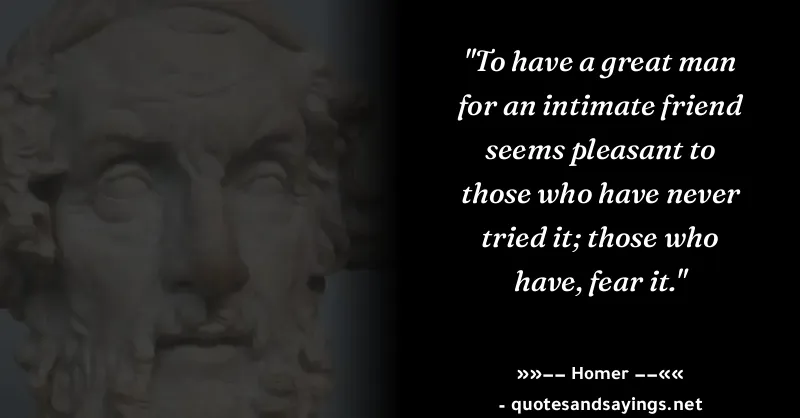 "To have a great man
for an intimate friend
seems pleasant to
those who have never
tried it; those who
have, fear it."
»»–– Homer ––««
- quotesandsayings.net